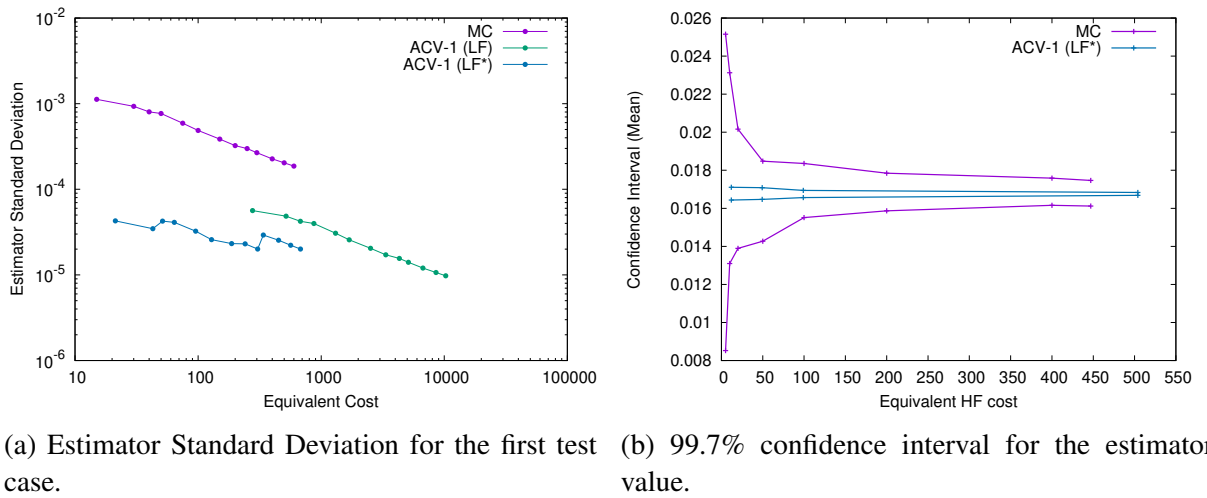 10^-2
10^-3
10^-4
10^-5
10^-6
Estimator Standard Deviation
MC
ACV-1 (LF)
ACV-1 (LF*)
10 100 1000 10000 100000
Equivalent Cost
0.026
0.024
0.022
0.02
0.018
0.016
0.014
0.012
0.01
0.008
Confidence Interval (Mean)
MC
ACV-1 (LF*)
0 50 100 150 200 250 300 350 400 450 500 550
Equivalent HF cost
(a) Estimator Standard Deviation for the first test
case.
(b) 99.7% confidence interval for the estimator
value.